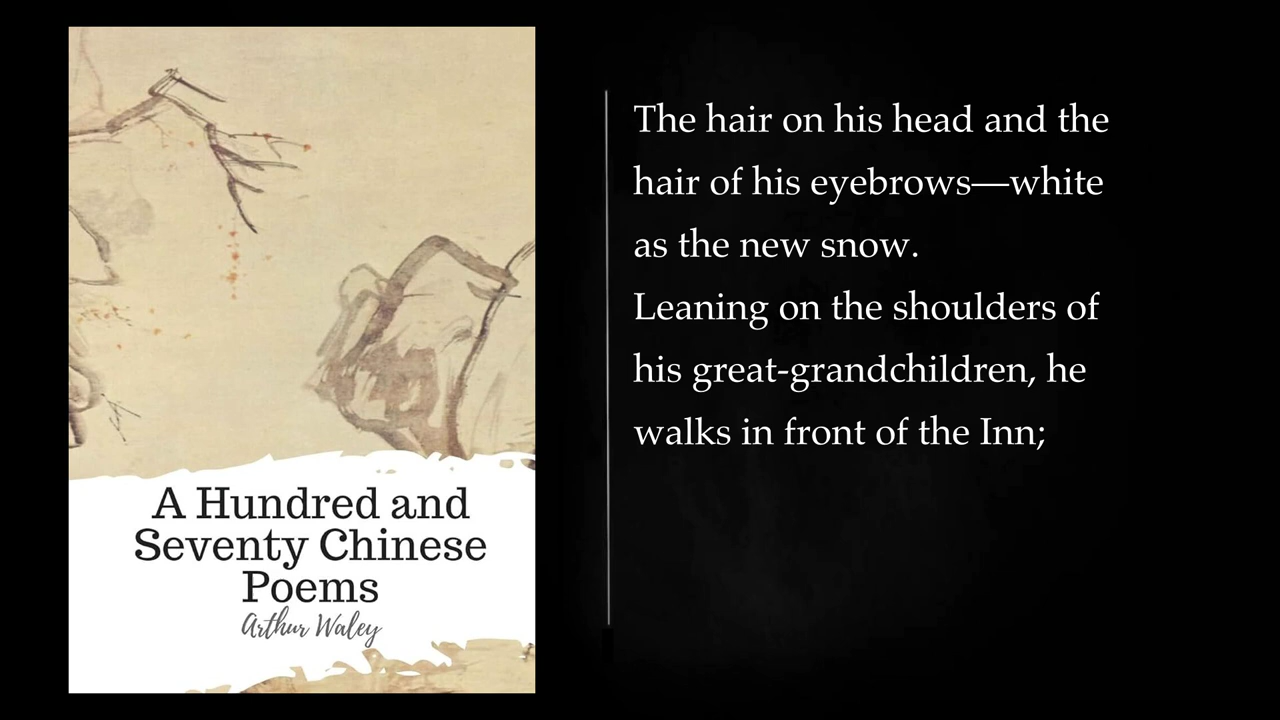 A Hundred and
Seventy Chinese
Poems
Arthur Waley
The hair on his head and the
hair of his eyebrows—white
as the new snow.
Leaning on the shoulders of
his great-grandchildren, he
walks in front of the Inn;